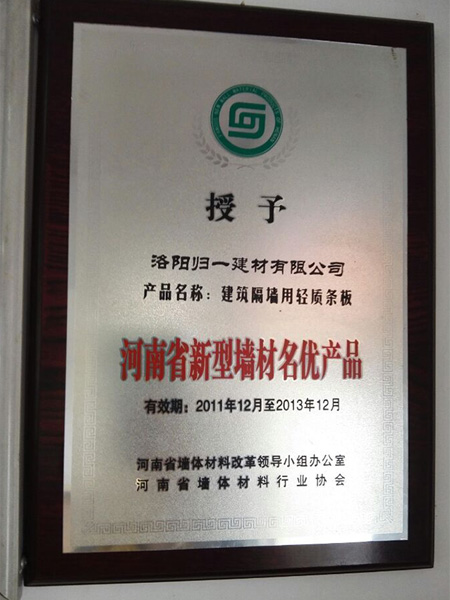 授予
洛阳归一建材有限公司
产品名称：建筑隔墙用轻质条板
河南省新型墙材名优产品
有效期：2011年12月至2013年12月
河南省墙体材料改革领导小组办公室
河南省墙体材料行业协会